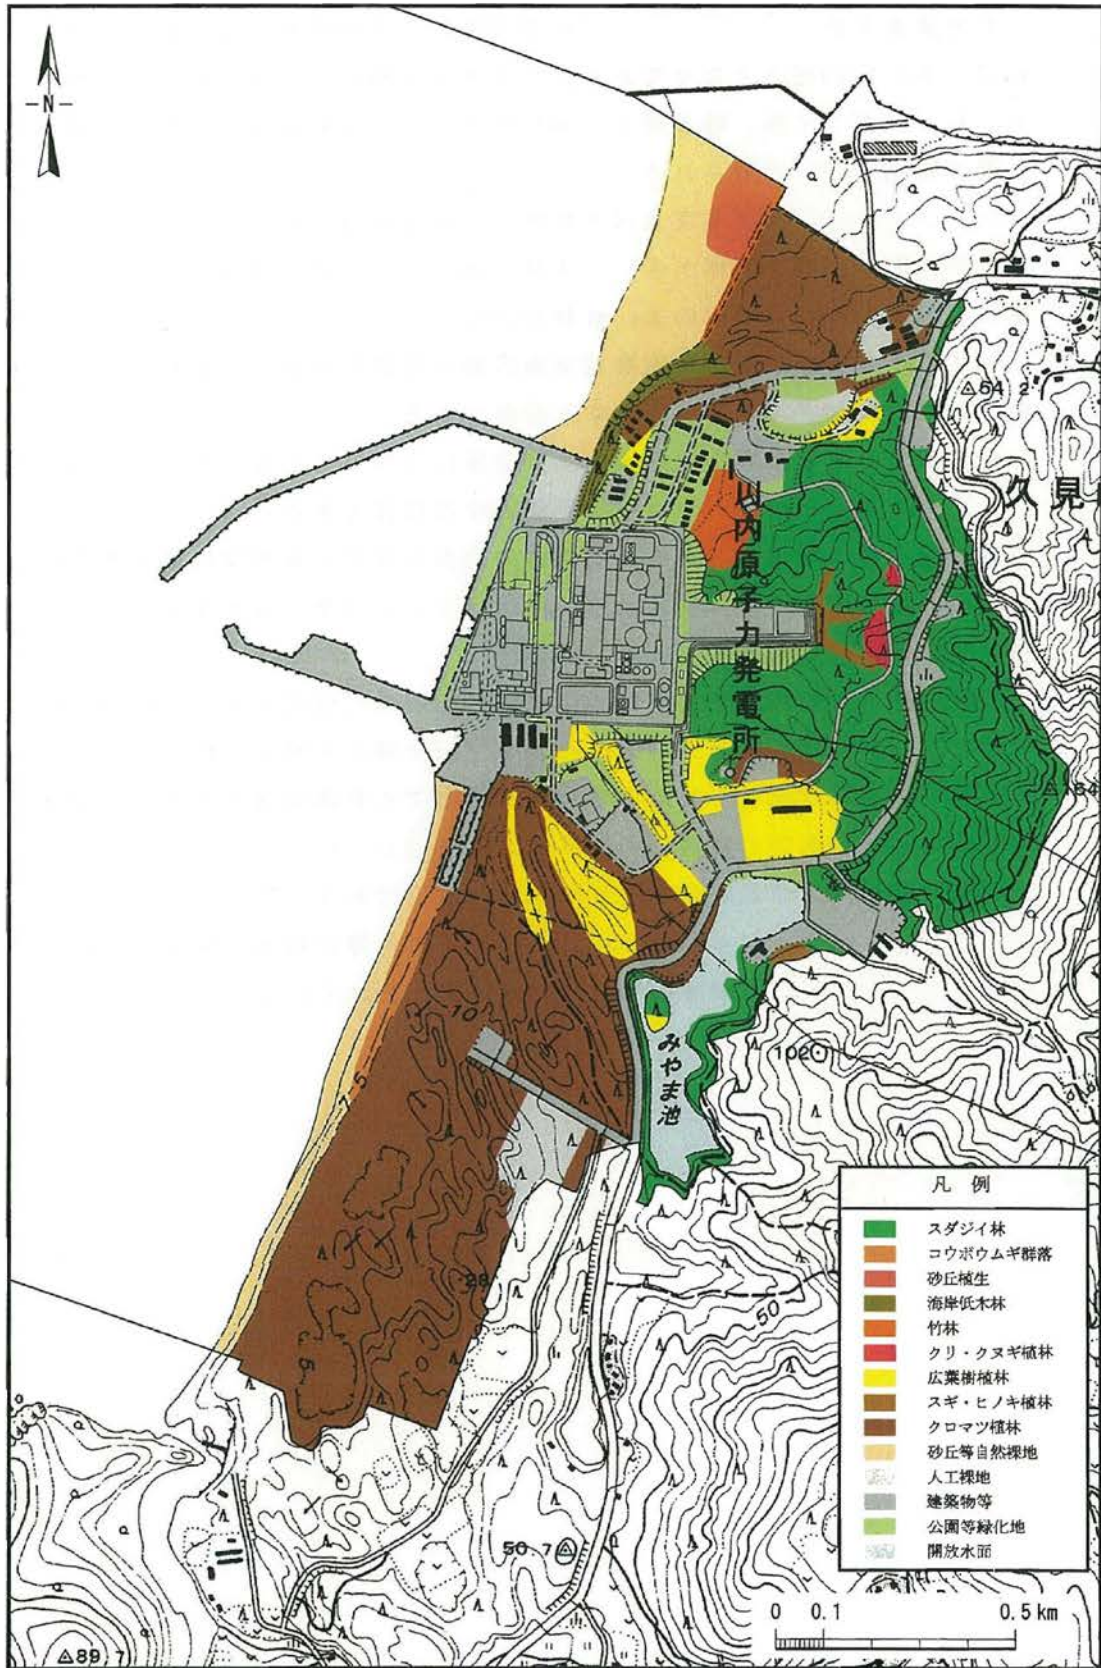 N
△64 2
久見
川内原子力発電所
△164
10
7·5
みやま池
102
28
5
50
50·7
△89 7
凡例
スダジイ林
コウボウムギ群落
砂丘植生
海岸低木林
竹林
クリ・クヌギ植林
広葉樹植林
スギ・ヒノキ植林
クロマツ植林
砂丘等自然裸地
人工裸地
建築物等
公園等緑化地
開放水面
0 0.1 0.5km